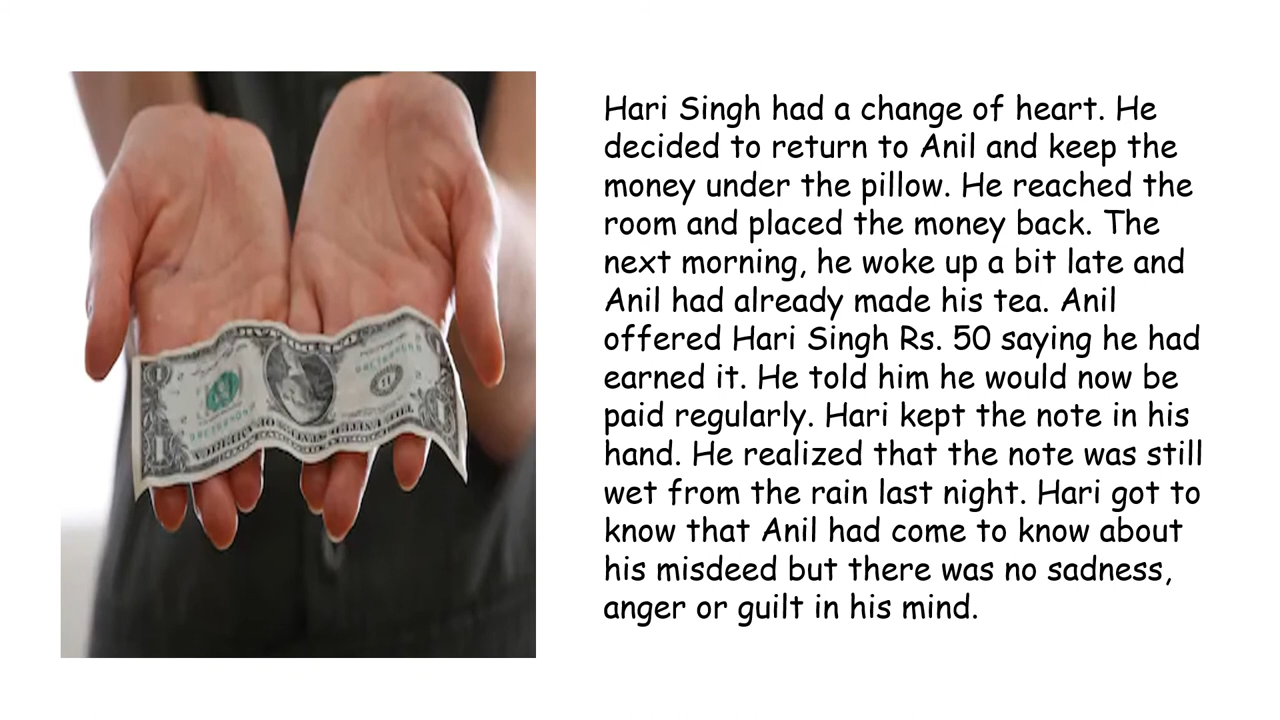 Hari Singh had a change of heart. He
decided to return to Anil and keep the
money under the pillow. He reached the
room and placed the money back. The
next morning, he woke up a bit late and
Anil had already made his tea. Anil
offered Hari Singh Rs. 50 saying he had
earned it. He told him he would now be
paid regularly. Hari kept the note in his
hand. He realized that the note was still
wet from the rain last night. Hari got to
know that Anil had come to know about
his misdeed but there was no sadness,
anger or guilt in his mind.